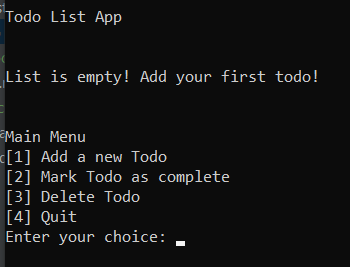 Todo List App
List is empty! Add your first todo!
Main Menu
[1] Add a new Todo
[2] Mark Todo as complete
[3] Delete Todo
[4] Quit
Enter your choice: